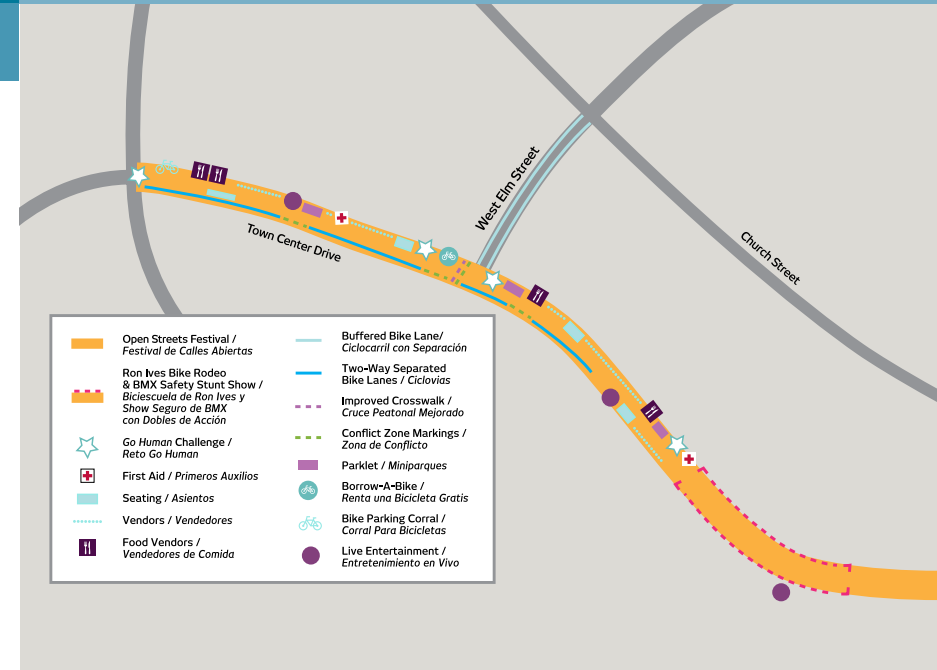 West Elm Street
Town Center Drive
Church Street
Open Streets Festival /
Festival de Calles Abiertas
Ron Ives Bike Rodeo
& BMX Safety Stunt Show /
Biciescuela de Ron Ives y
Show Seguro de BMX
con Dobles de Acción
Go Human Challenge /
Reto Go Human
First Aid / Primeros Auxilios
Seating / Asientos
Vendors / Vendedores
Food Vendors /
Vendedores de Comida
Buffered Bike Lane/
Ciclocarril con Separación
Two-Way Separated
Bike Lanes / Ciclovias
Improved Crosswalk /
Cruce Peatonal Mejorado
Conflict Zone Markings /
Zona de Conflicto
Parklet / Miniparques
Borrow-A-Bike /
Renta una Bicicleta Gratis
Bike Parking Corral /
Corral Para Bicicletas
Live Entertainment /
Entretenimiento en Vivo